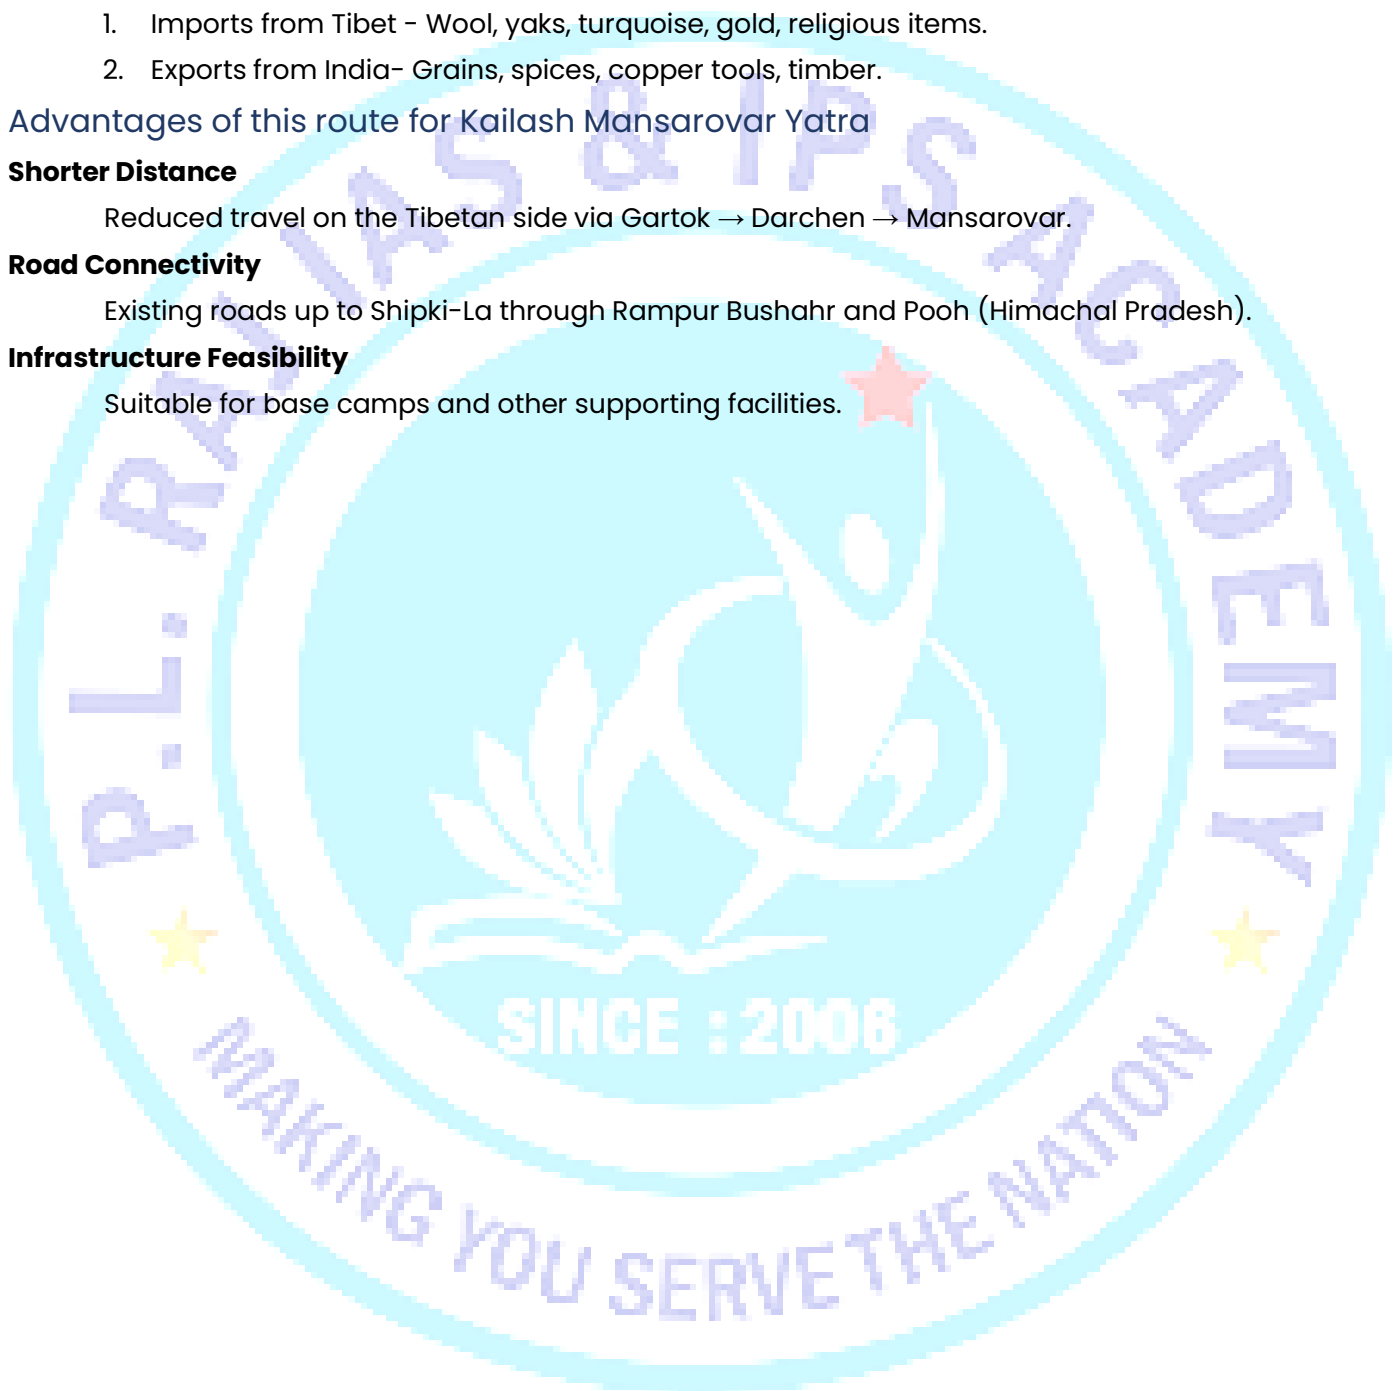 1. Imports from Tibet - Wool, yaks, turquoise, gold, religious items.
2. Exports from India- Grains, spices, copper tools, timber.
Advantages of this route for Kailash Mansarovar Yatra
Shorter Distance
Reduced travel on the Tibetan side via Gartok → Darchen → Mansarovar.
Road Connectivity
Existing roads up to Shipki-La through Rampur Bushahr and Pooh (Himachal Pradesh).
Infrastructure Feasibility
Suitable for base camps and other supporting facilities.
P.L. RAJ IAS & IPS ACADEMY
SINCE : 2006
MAKING YOU SERVE THE NATION